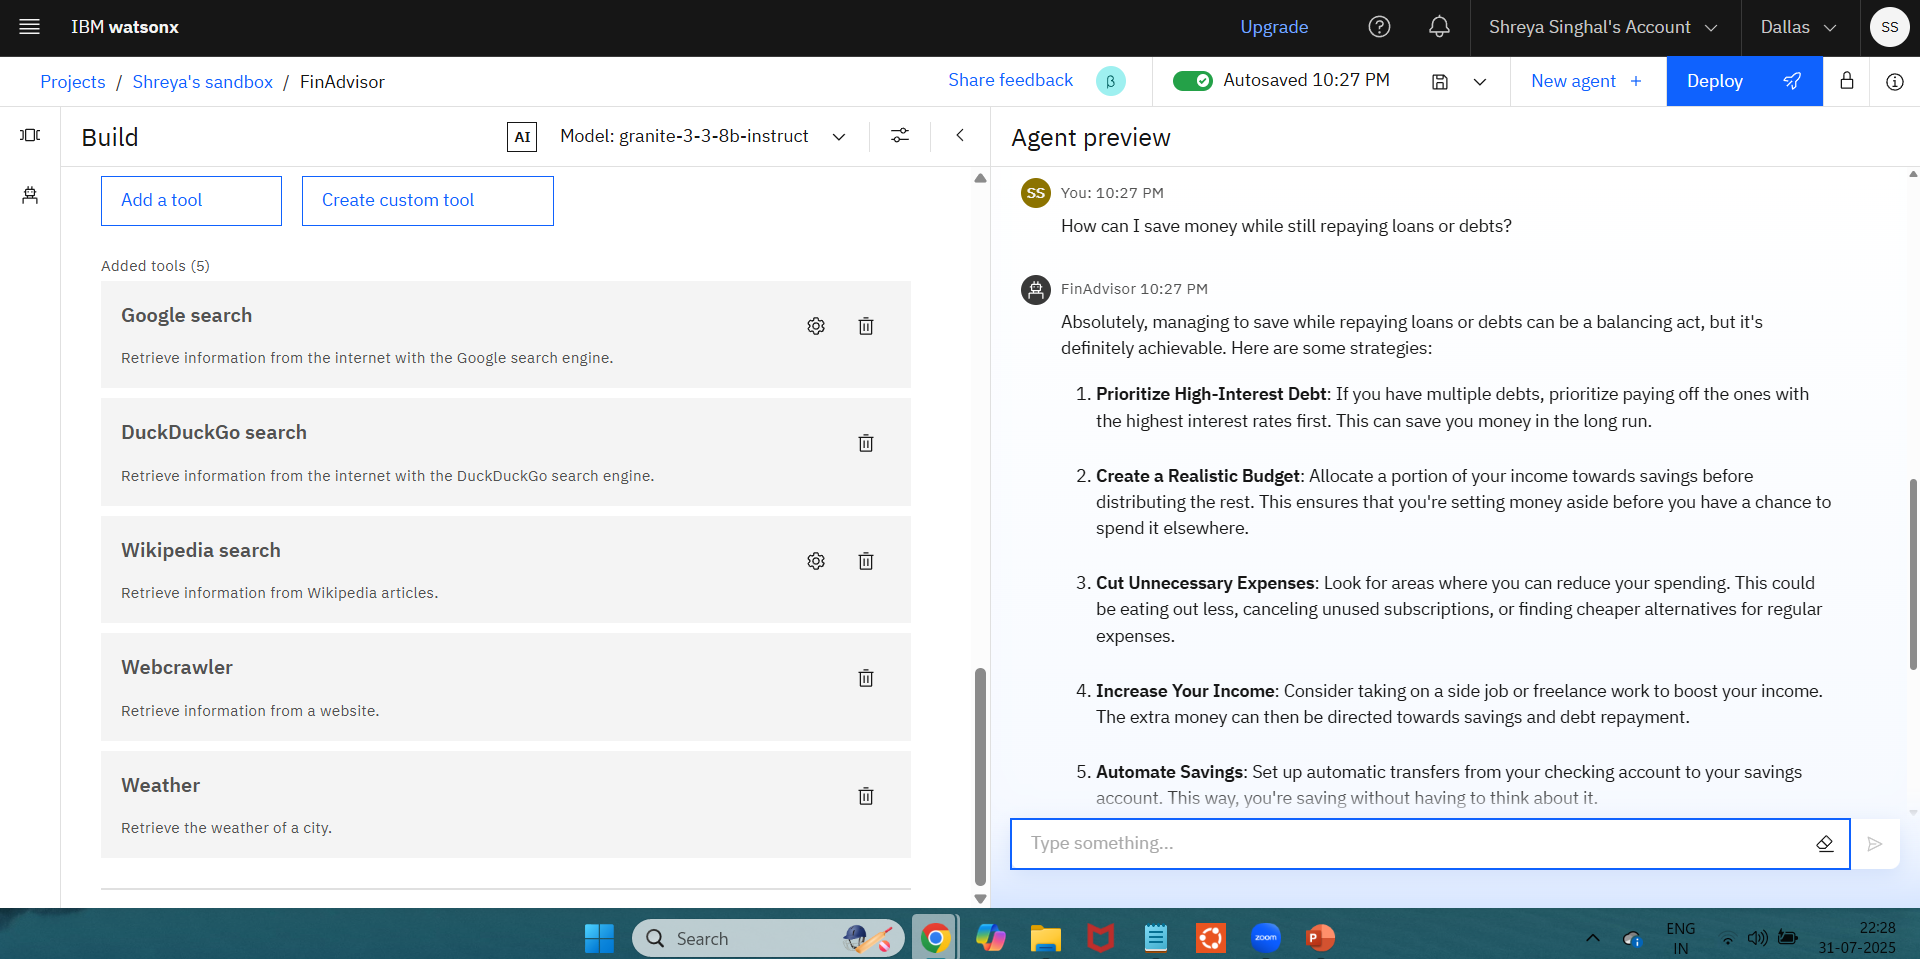 IBM watsonx
Upgrade
Shreya Singhal's Account
Dallas
SS
Projects / Shreya's sandbox / FinAdvisor
Share feedback
β
Autosaved 10:27 PM
New agent +
Deploy
Build
AI
Model: granite-3-3-8b-instruct
Add a tool
Create custom tool
Added tools (5)
Google search
Retrieve information from the internet with the Google search engine.
DuckDuckGo search
Retrieve information from the internet with the DuckDuckGo search engine.
Wikipedia search
Retrieve information from Wikipedia articles.
Webcrawler
Retrieve information from a website.
Weather
Retrieve the weather of a city.
Agent preview
SS
You: 10:27 PM
How can I save money while still repaying loans or debts?
FinAdvisor 10:27 PM
Absolutely, managing to save while repaying loans or debts can be a balancing act, but it's
definitely achievable. Here are some strategies:
1. Prioritize High-Interest Debt: If you have multiple debts, prioritize paying off the ones with
the highest interest rates first. This can save you money in the long run.
2. Create a Realistic Budget: Allocate a portion of your income towards savings before
distributing the rest. This ensures that you're setting money aside before you have a chance to
spend it elsewhere.
3. Cut Unnecessary Expenses: Look for areas where you can reduce your spending. This could
be eating out less, canceling unused subscriptions, or finding cheaper alternatives for regular
expenses.
4. Increase Your Income: Consider taking on a side job or freelance work to boost your income.
The extra money can then be directed towards savings and debt repayment.
5. Automate Savings: Set up automatic transfers from your checking account to your savings
account. This way, you're saving without having to think about it.
Type something...
Search
zoom
P
ENG
IN
22:28
31-07-2025